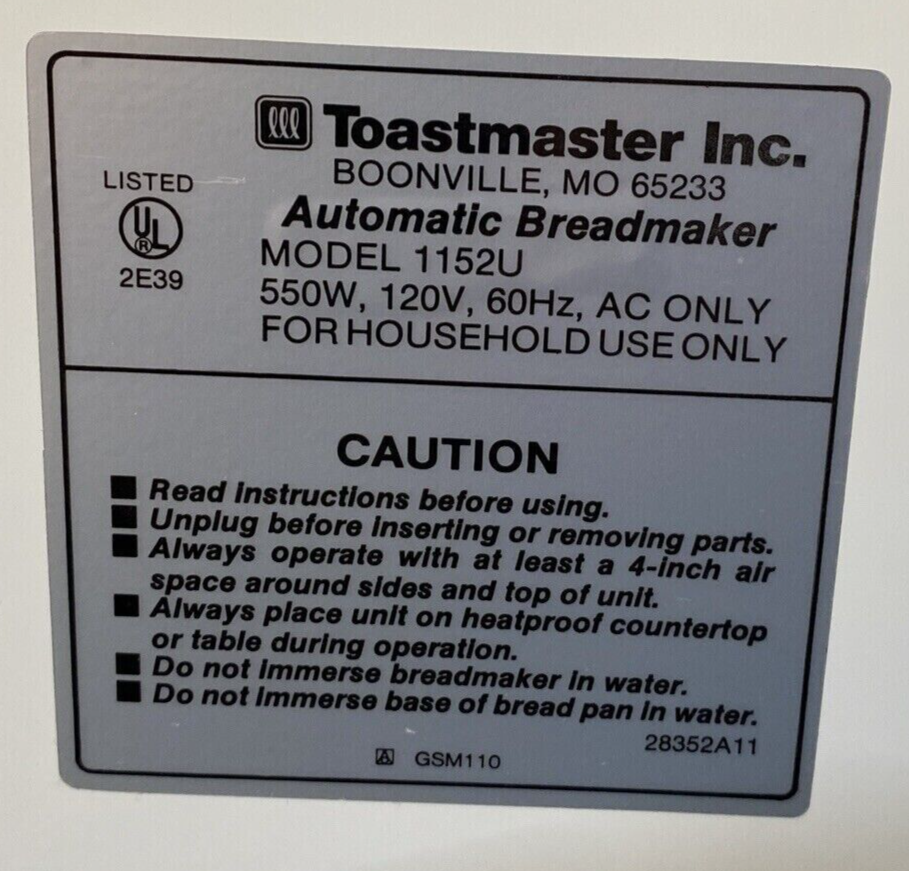 Toastmaster Inc.
BOONVILLE, MO 65233
LISTED
UL
®
2E39
Automatic Breadmaker
MODEL 1152U
550W, 120V, 60Hz, AC ONLY
FOR HOUSEHOLD USE ONLY
CAUTION
■ Read Instructions before using.
■ Unplug before inserting or removing parts.
■ Always operate with at least a 4-inch air
space around sides and top of unit.
■ Always place unit on heatproof countertop
or table during operation.
■ Do not immerse breadmaker in water.
■ Do not immerse base of bread pan in water.
28352A11
A GSM110